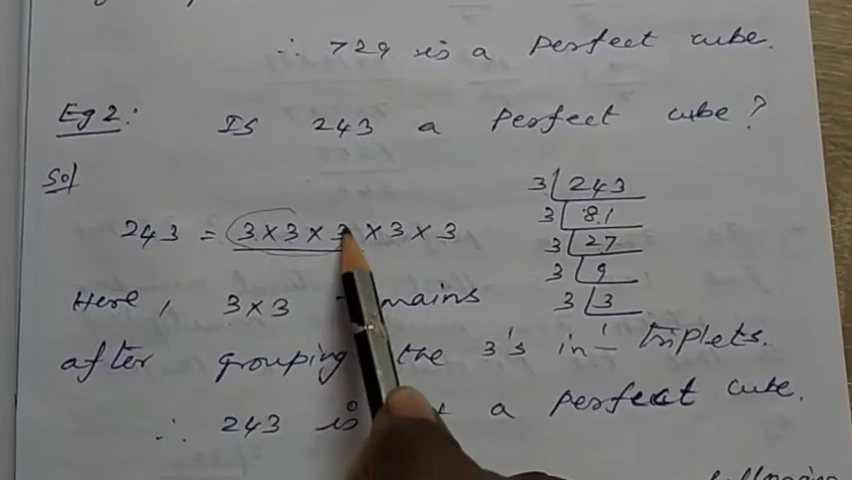 ∴ 729 is a perfect cube.
Eg 2: Is 243 a perfect cube?
Sol
243 = 3×3×3×3×3
3 | 243
3 | 81
3 | 27
3 | 9
3 | 3
Here, 3×3 mains
after grouping the 3's in triplets.
∴ 243 is a perfect cube.